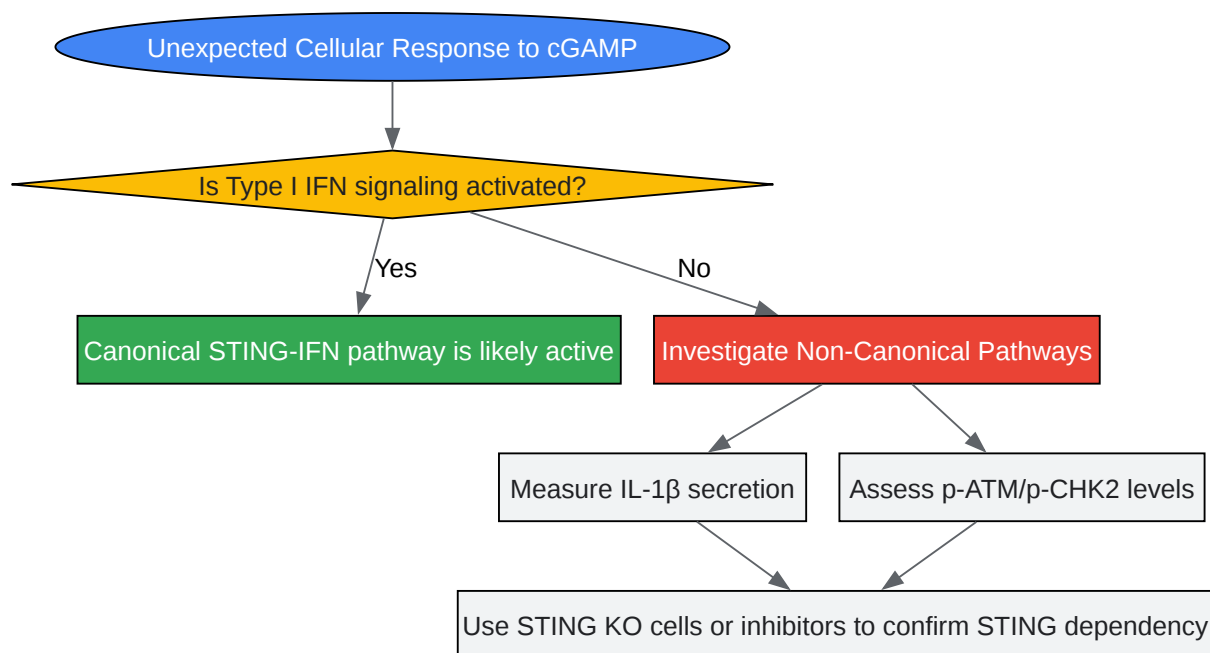 Unexpected Cellular Response to cGAMP
Is Type I IFN signaling activated?
Yes
No
Canonical STING-IFN pathway is likely active
Investigate Non-Canonical Pathways
Measure IL-1β secretion
Assess p-ATM/p-CHK2 levels
Use STING KO cells or inhibitors to confirm STING dependency